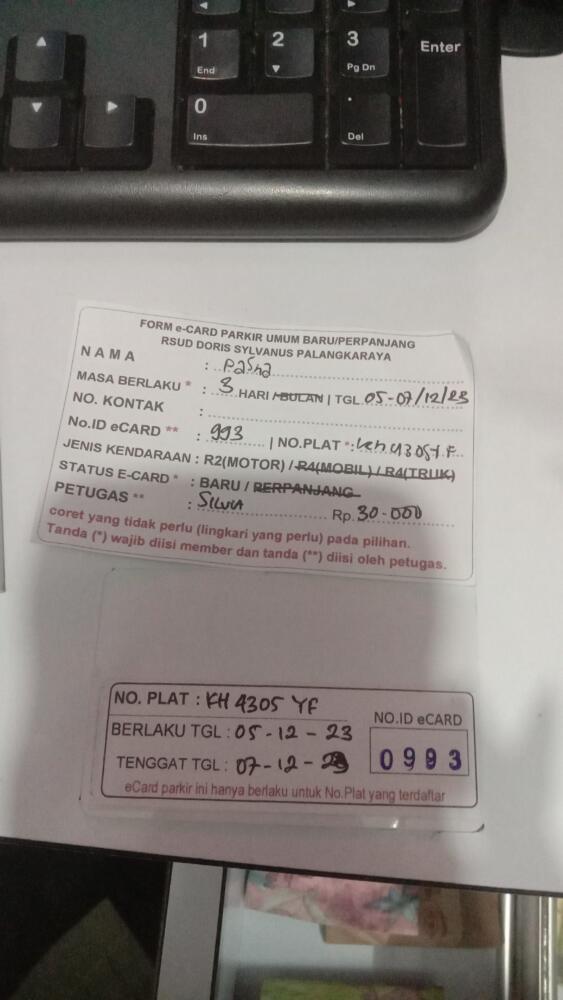 1
End
2
3
Pg Dn
Enter
0
Ins
.
Del
FORM e-CARD PARKIR UMUM BARU/PERPANJANG
RSUD DORIS SYLVANUS PALANGKARAYA
NAMA : Pasha
MASA BERLAKU * : 3 HARI / BULAN | TGL 05-07/12/23
NO. KONTAK :
No.ID eCARD ** : 993 | NO.PLAT *: KH 4305 YF
JENIS KENDARAAN : R2(MOTOR) / R4(MOBIL) / R4(TRUK)
STATUS E-CARD * : BARU / PERPANJANG
PETUGAS ** : SILVIA Rp. 30-000
coret yang tidak perlu (lingkari yang perlu) pada pilihan.
Tanda (*) wajib diisi member dan tanda (**) diisi oleh petugas.
NO. PLAT : KH 4305 YF
NO.ID eCARD
BERLAKU TGL : 05-12-23
0993
TENGGAT TGL : 07-12-23
eCard parkir ini hanya berlaku untuk No.Plat yang terdaftar